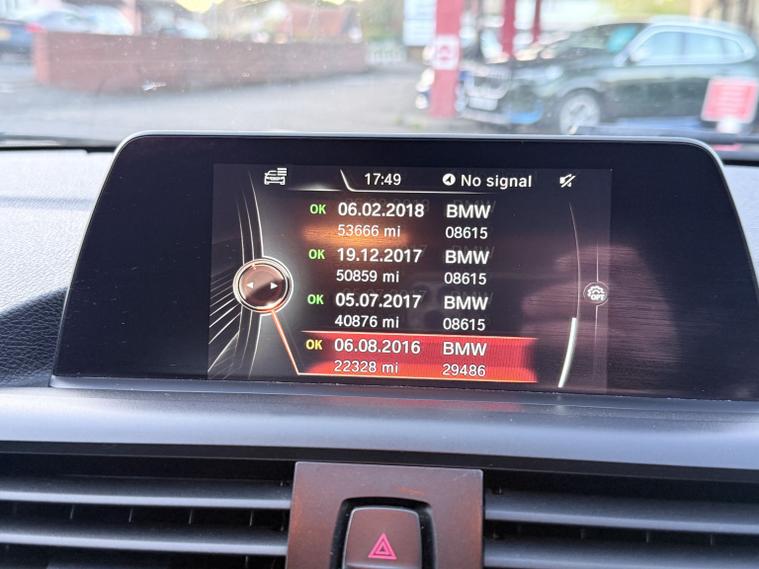 17:49 No signal
OK 06.02.2018 BMW
53666 mi 08615
OK 19.12.2017 BMW
50859 mi 08615
OK 05.07.2017 BMW
40876 mi 08615
OK 06.08.2016 BMW
22328 mi 29486
OPT